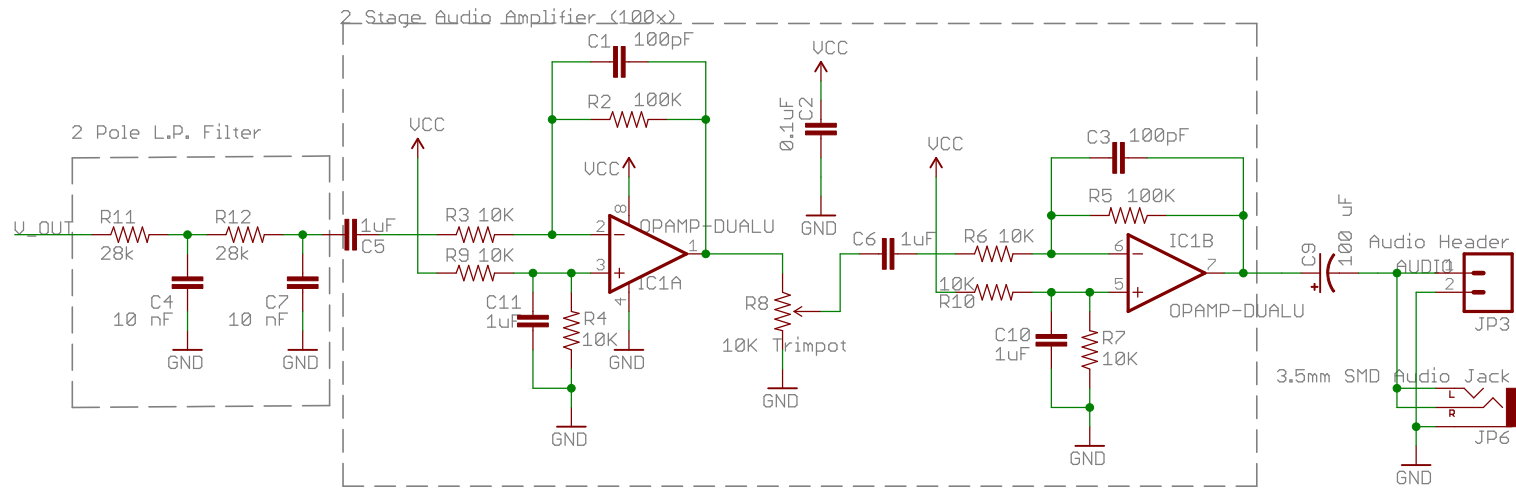 2 Stage Audio Amplifier (100x)
2 Pole L.P. Filter
V_OUT
R11
28k
R12
28k
C4
10 nF
GND
C7
10 nF
GND
1uF
C5
VCC
R3 10K
R9 10K
C1 100pF
R2 100K
VCC
8
2
3
4
1
OPAMP-DUALU
IC1A
GND
C11
1uF
R4
10K
GND
R8
10K Trimpot
GND
VCC
0.1uF
C2
GND
C6 1uF
VCC
R6 10K
10K
R10
C3 100pF
R5 100K
6
5
7
IC1B
OPAMP-DUALU
C10
1uF
R7
10K
GND
C9
100 uF
+
Audio Header
AUDIO
1
2
JP3
3.5mm SMD Audio Jack
L
R
JP6
GND